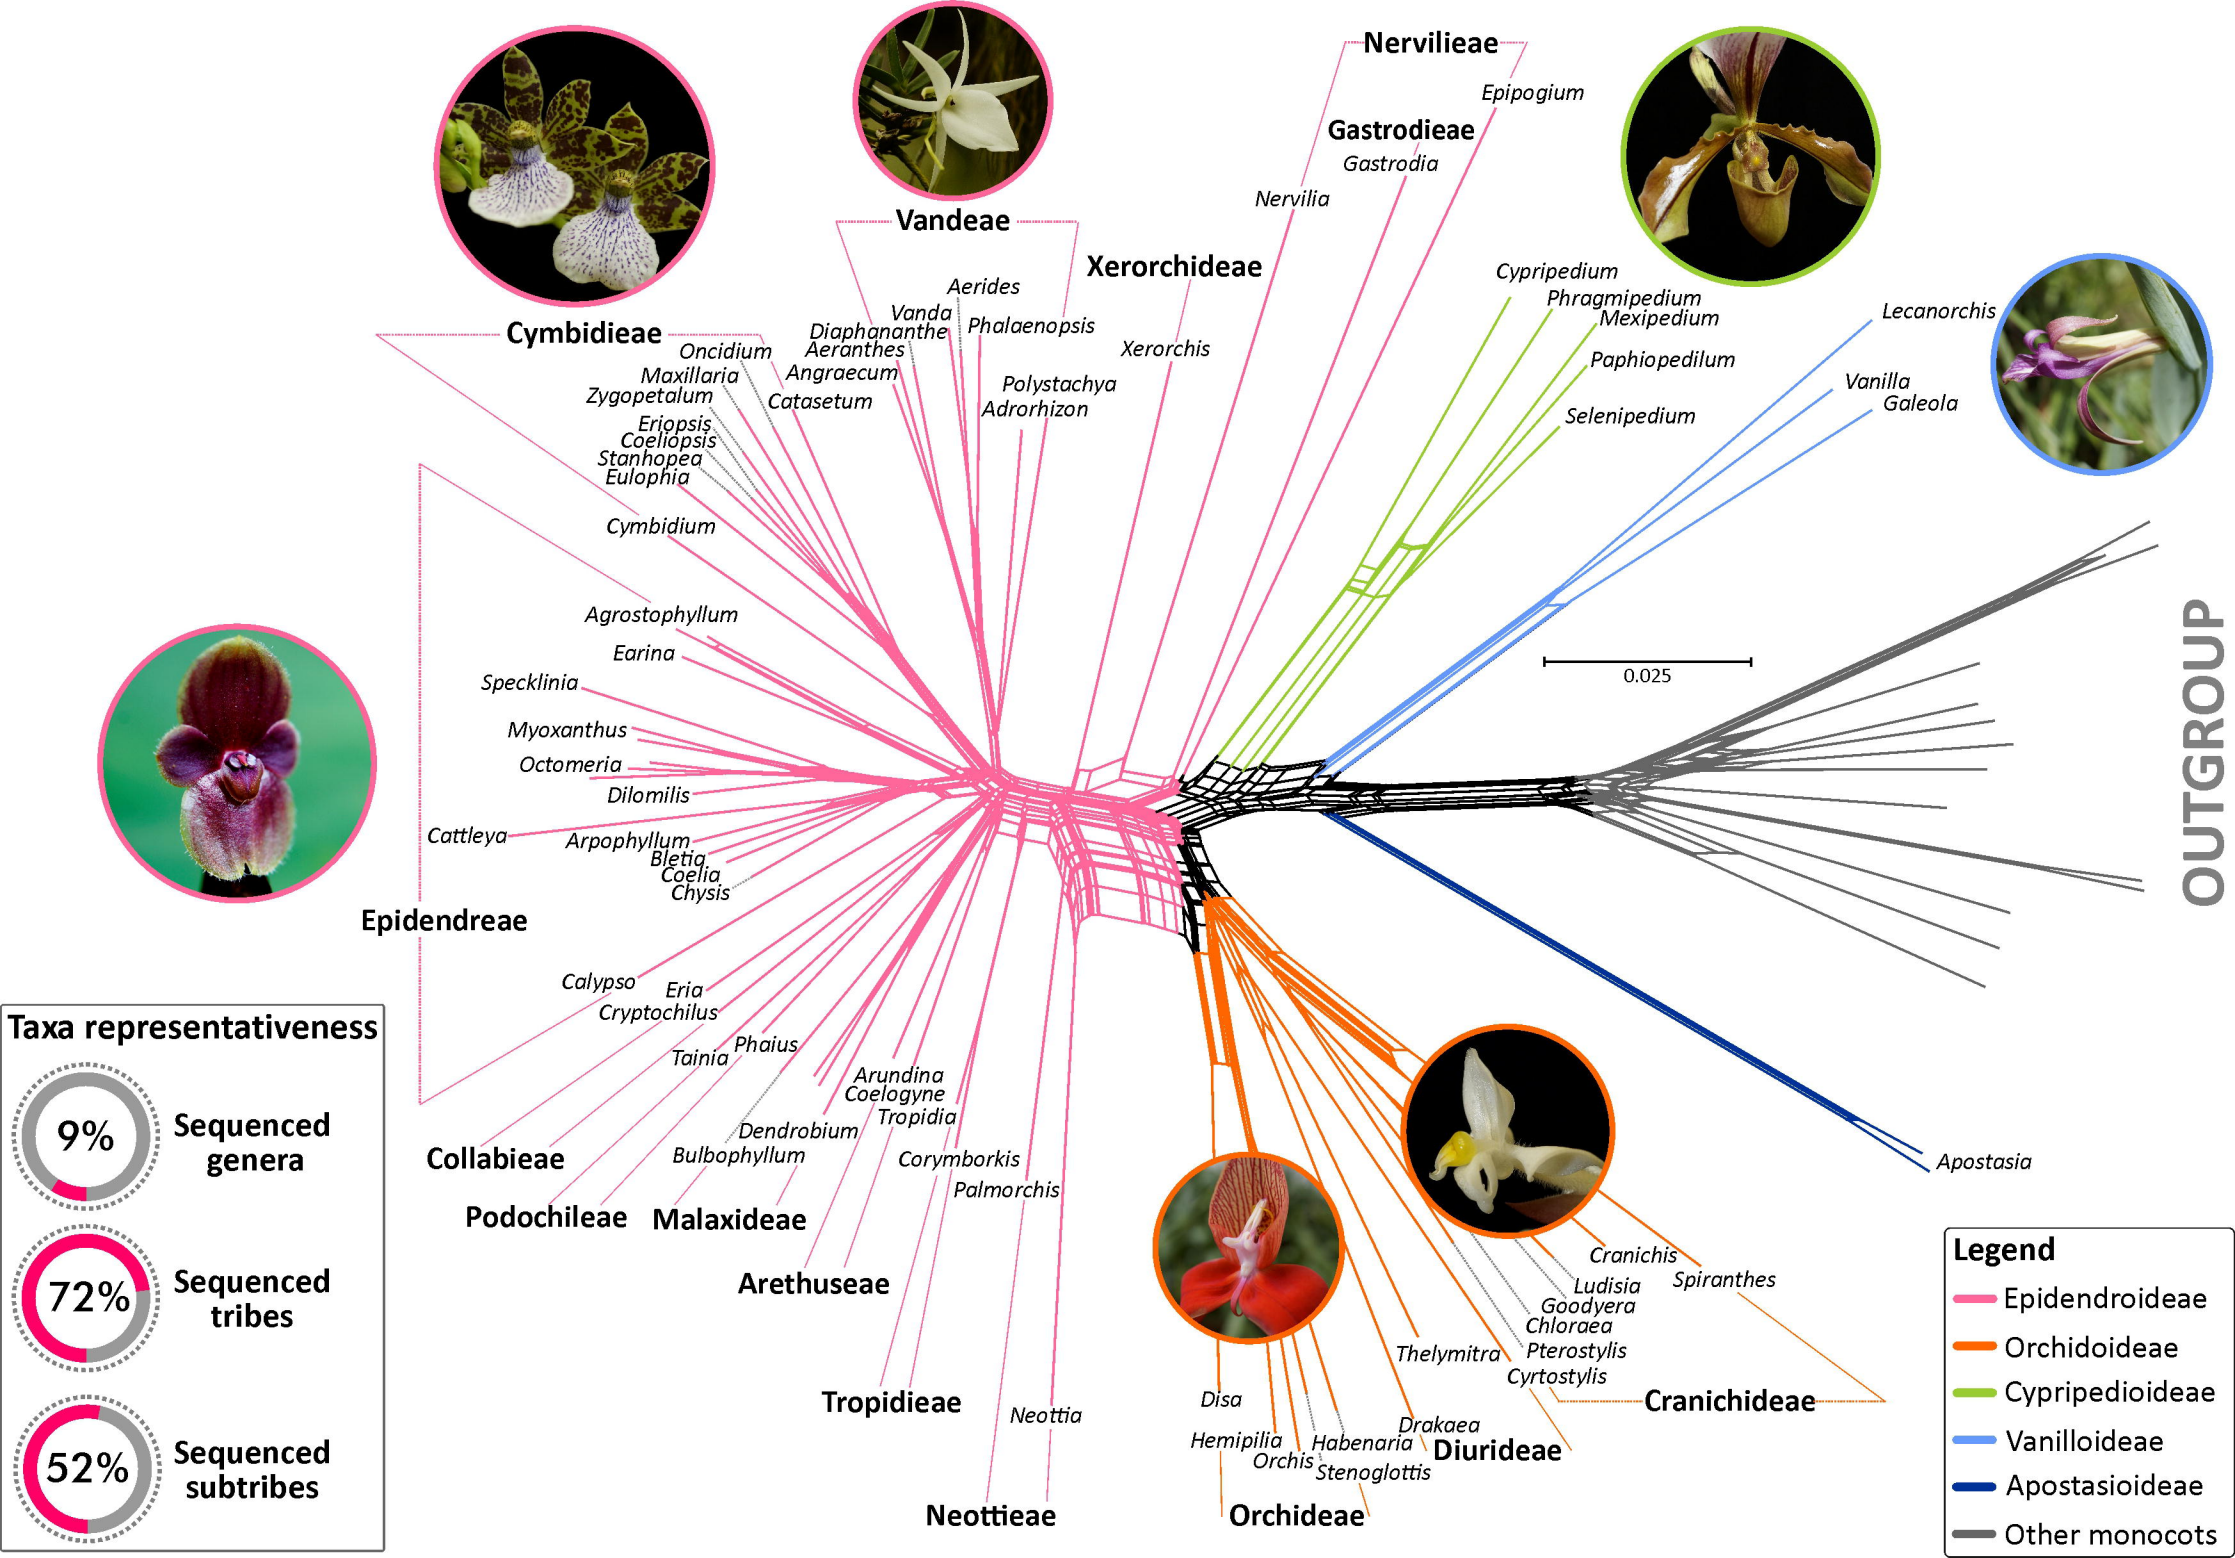 Nervilieae
Epipogium
Gastrodieae
Gastrodia
Nervilia
Vandeae
Xerorchideae
Xerorchis
Aerides
Vanda
Diaphananthe
Phalaenopsis
Aeranthes
Angraecum
Polystachya
Adrorhizon
Cymbidieae
Oncidium
Maxillaria
Zygopetalum
Catasetum
Eriopsis
Coeliopsis
Stanhopea
Eulophia
Cymbidium
Cypripedium
Phragmipedium
Mexipedium
Paphiopedilum
Selenipedium
Lecanorchis
Vanilla
Galeola
0.025
OUTGROUP
Agrostophyllum
Earina
Specklinia
Myoxanthus
Octomeria
Dilomilis
Cattleya
Arpophyllum
Bletia
Coelia
Chysis
Epidendreae
Calypso
Eria
Cryptochilus
Tainia
Phaius
Arundina
Coelogyne
Tropidia
Dendrobium
Bulbophyllum
Corymborkis
Palmorchis
Collabieae
Podochileae
Malaxideae
Arethuseae
Tropidieae
Neottia
Neottieae
Apostasia
Cranichis
Spiranthes
Ludisia
Goodyera
Chloraea
Pterostylis
Thelymitra
Cyrtostylis
Cranichideae
Disa
Drakaea
Diurideae
Hemipilia
Habenaria
Orchis
Stenoglottis
Orchideae
Taxa representativeness
9%
Sequenced
genera
72%
Sequenced
tribes
52%
Sequenced
subtribes
Legend
Epidendroideae
Orchidoideae
Cypripedioideae
Vanilloideae
Apostasioideae
Other monocots